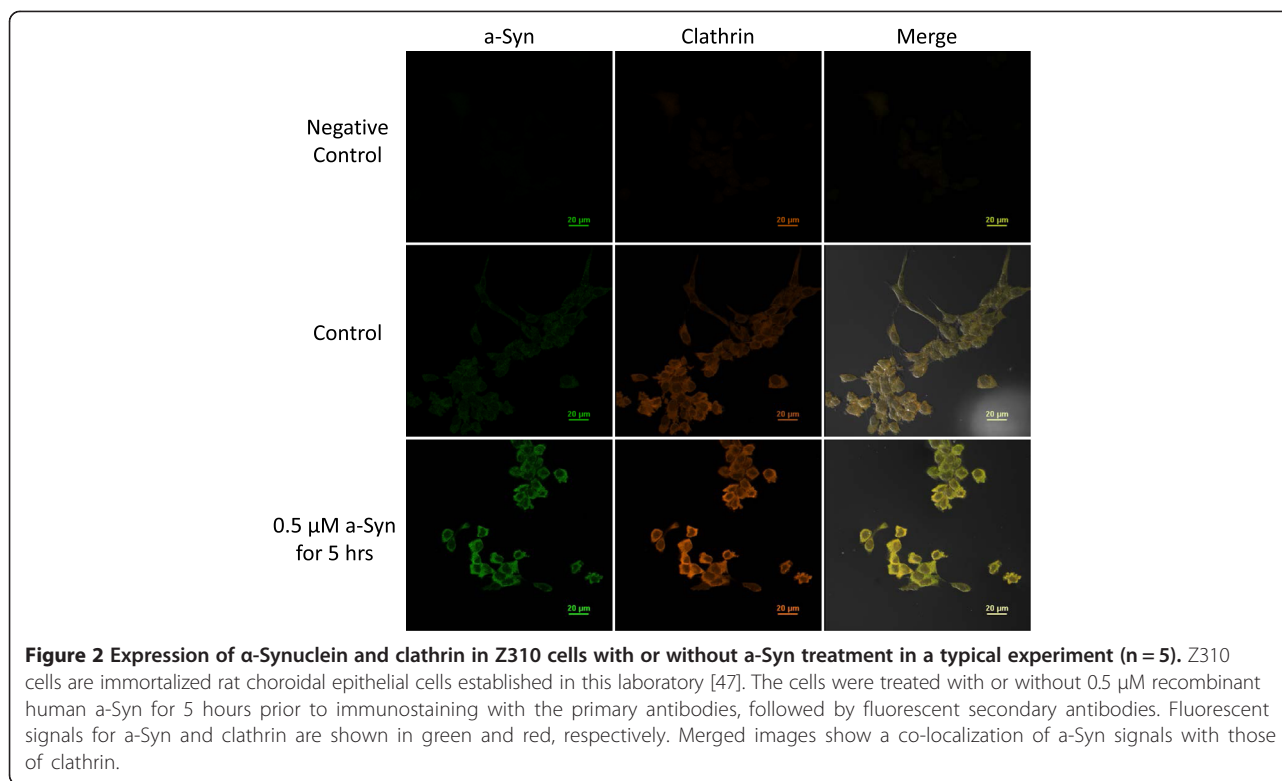 a-Syn Clathrin Merge
Negative
Control
20 µm 20 µm 20 µm
Control
20 µm 20 µm 20 µm
0.5 µM a-Syn
for 5 hrs
20 µm 20 µm 20 µm
Figure 2 Expression of α-Synuclein and clathrin in Z310 cells with or without a-Syn treatment in a typical experiment (n = 5). Z310
cells are immortalized rat choroidal epithelial cells established in this laboratory [47]. The cells were treated with or without 0.5 μM recombinant
human a-Syn for 5 hours prior to immunostaining with the primary antibodies, followed by fluorescent secondary antibodies. Fluorescent
signals for a-Syn and clathrin are shown in green and red, respectively. Merged images show a co-localization of a-Syn signals with those
of clathrin.